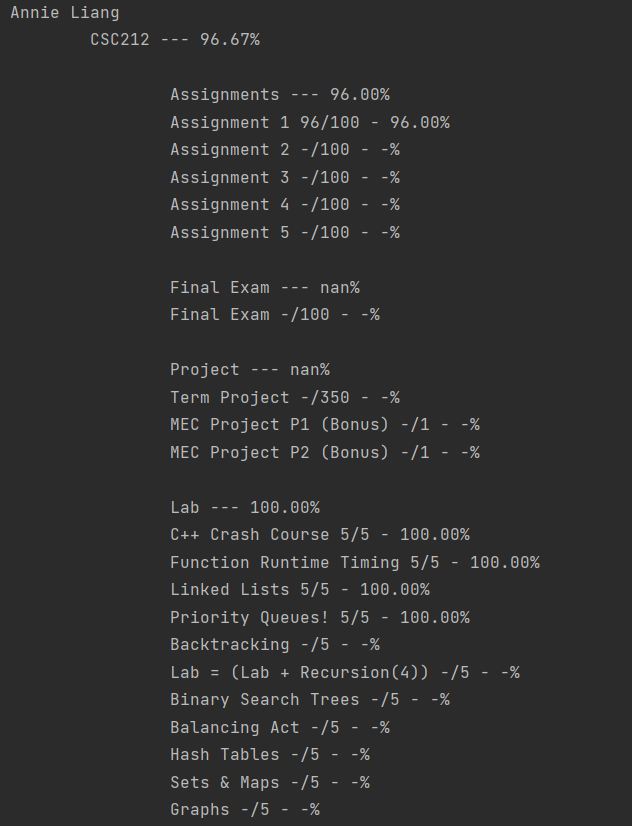 Annie Liang
CSC212 --- 96.67%
Assignments --- 96.00%
Assignment 1 96/100 - 96.00%
Assignment 2 -/100 - -%
Assignment 3 -/100 - -%
Assignment 4 -/100 - -%
Assignment 5 -/100 - -%
Final Exam --- nan%
Final Exam -/100 - -%
Project --- nan%
Term Project -/350 - -%
MEC Project P1 (Bonus) -/1 - -%
MEC Project P2 (Bonus) -/1 - -%
Lab --- 100.00%
C++ Crash Course 5/5 - 100.00%
Function Runtime Timing 5/5 - 100.00%
Linked Lists 5/5 - 100.00%
Priority Queues! 5/5 - 100.00%
Backtracking -/5 - -%
Lab = (Lab + Recursion(4)) -/5 - -%
Binary Search Trees -/5 - -%
Balancing Act -/5 - -%
Hash Tables -/5 - -%
Sets & Maps -/5 - -%
Graphs -/5 - -%